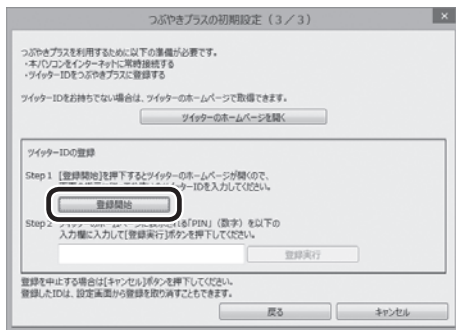 つぶやきプラスの初期設定（3／3）
つぶやきプラスを利用するために以下の準備が必要です。
・本パソコンをインターネットに常時接続する
・ツイッターIDをつぶやきプラスに登録する
ツイッターIDをお持ちでない場合は、ツイッターのホームページで取得できます。
ツイッターのホームページを開く
ツイッターIDの登録
Step 1 [登録開始]を押下するとツイッターのホームページが開くので、
ターIDを入力してください。
登録開始
Step 2 ツイッターのホームページに表示される「PIN」（数字）を以下の
入力欄に入力して[登録実行]ボタンを押下してください。
登録実行
登録を中止する場合は[キャンセル]ボタンを押下してください。
登録したIDは、設定画面から登録を取り消すこともできます。
戻る
キャンセル